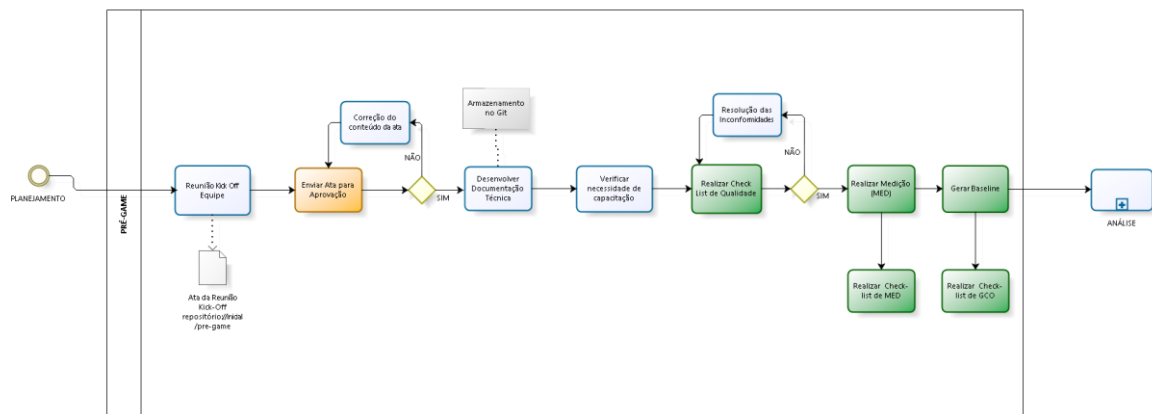 PLANEJAMENTO
PRÉ-GAME
Reunião Kick Off
Equipe
Ata da Reunião
Kick-Off
repositório://Inicial
/pre-game
Enviar Ata para
Aprovação
Correção do
conteúdo da ata
NÃO
SIM
Armazenamento
no Git
Desenvolver
Documentação
Técnica
Verificar
necessidade de
capacitação
Realizar Check
List de Qualidade
Resolução das
Inconformidades
NÃO
SIM
Realizar Medição
(MED)
Realizar Check-
list de MED
Gerar Baseline
Realizar Check-
list de GCO
ANÁLISE